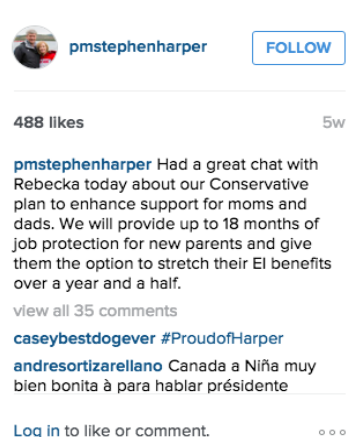 pmstephenharper
FOLLOW
488 likes
5w
pmstephenharper Had a great chat with
Rebecka today about our Conservative
plan to enhance support for moms and
dads. We will provide up to 18 months of
job protection for new parents and give
them the option to stretch their EI benefits
over a year and a half.
view all 35 comments
caseybestdogever #ProudofHarper
andresortizarellano Canada a Niña muy
bien bonita à para hablar présidente
Log in to like or comment.